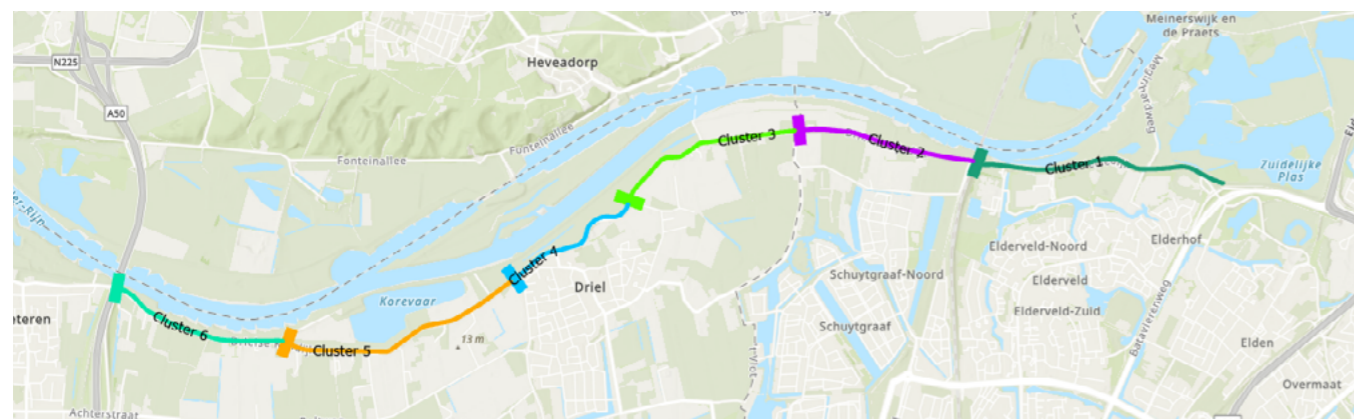 Meinerswijk en
de Praets
Heveadorp
N225
A50
Meginhardweg
Funteinallee
Fonteinallee
Cluster 3
Cluster 2
Cluster 1
Zuidelijke
Plas
Elderveld-Noord
Elderhof
Cluster 4
Schuytgraaf-Noord
Elderveld
Driel
Korevaar
Elderveld-Zuid
eteren
Schuytgraaf
Cluster 6
13 m
Batavierenweg
Elden
Cluster 5
Overmaat
Achterstraat